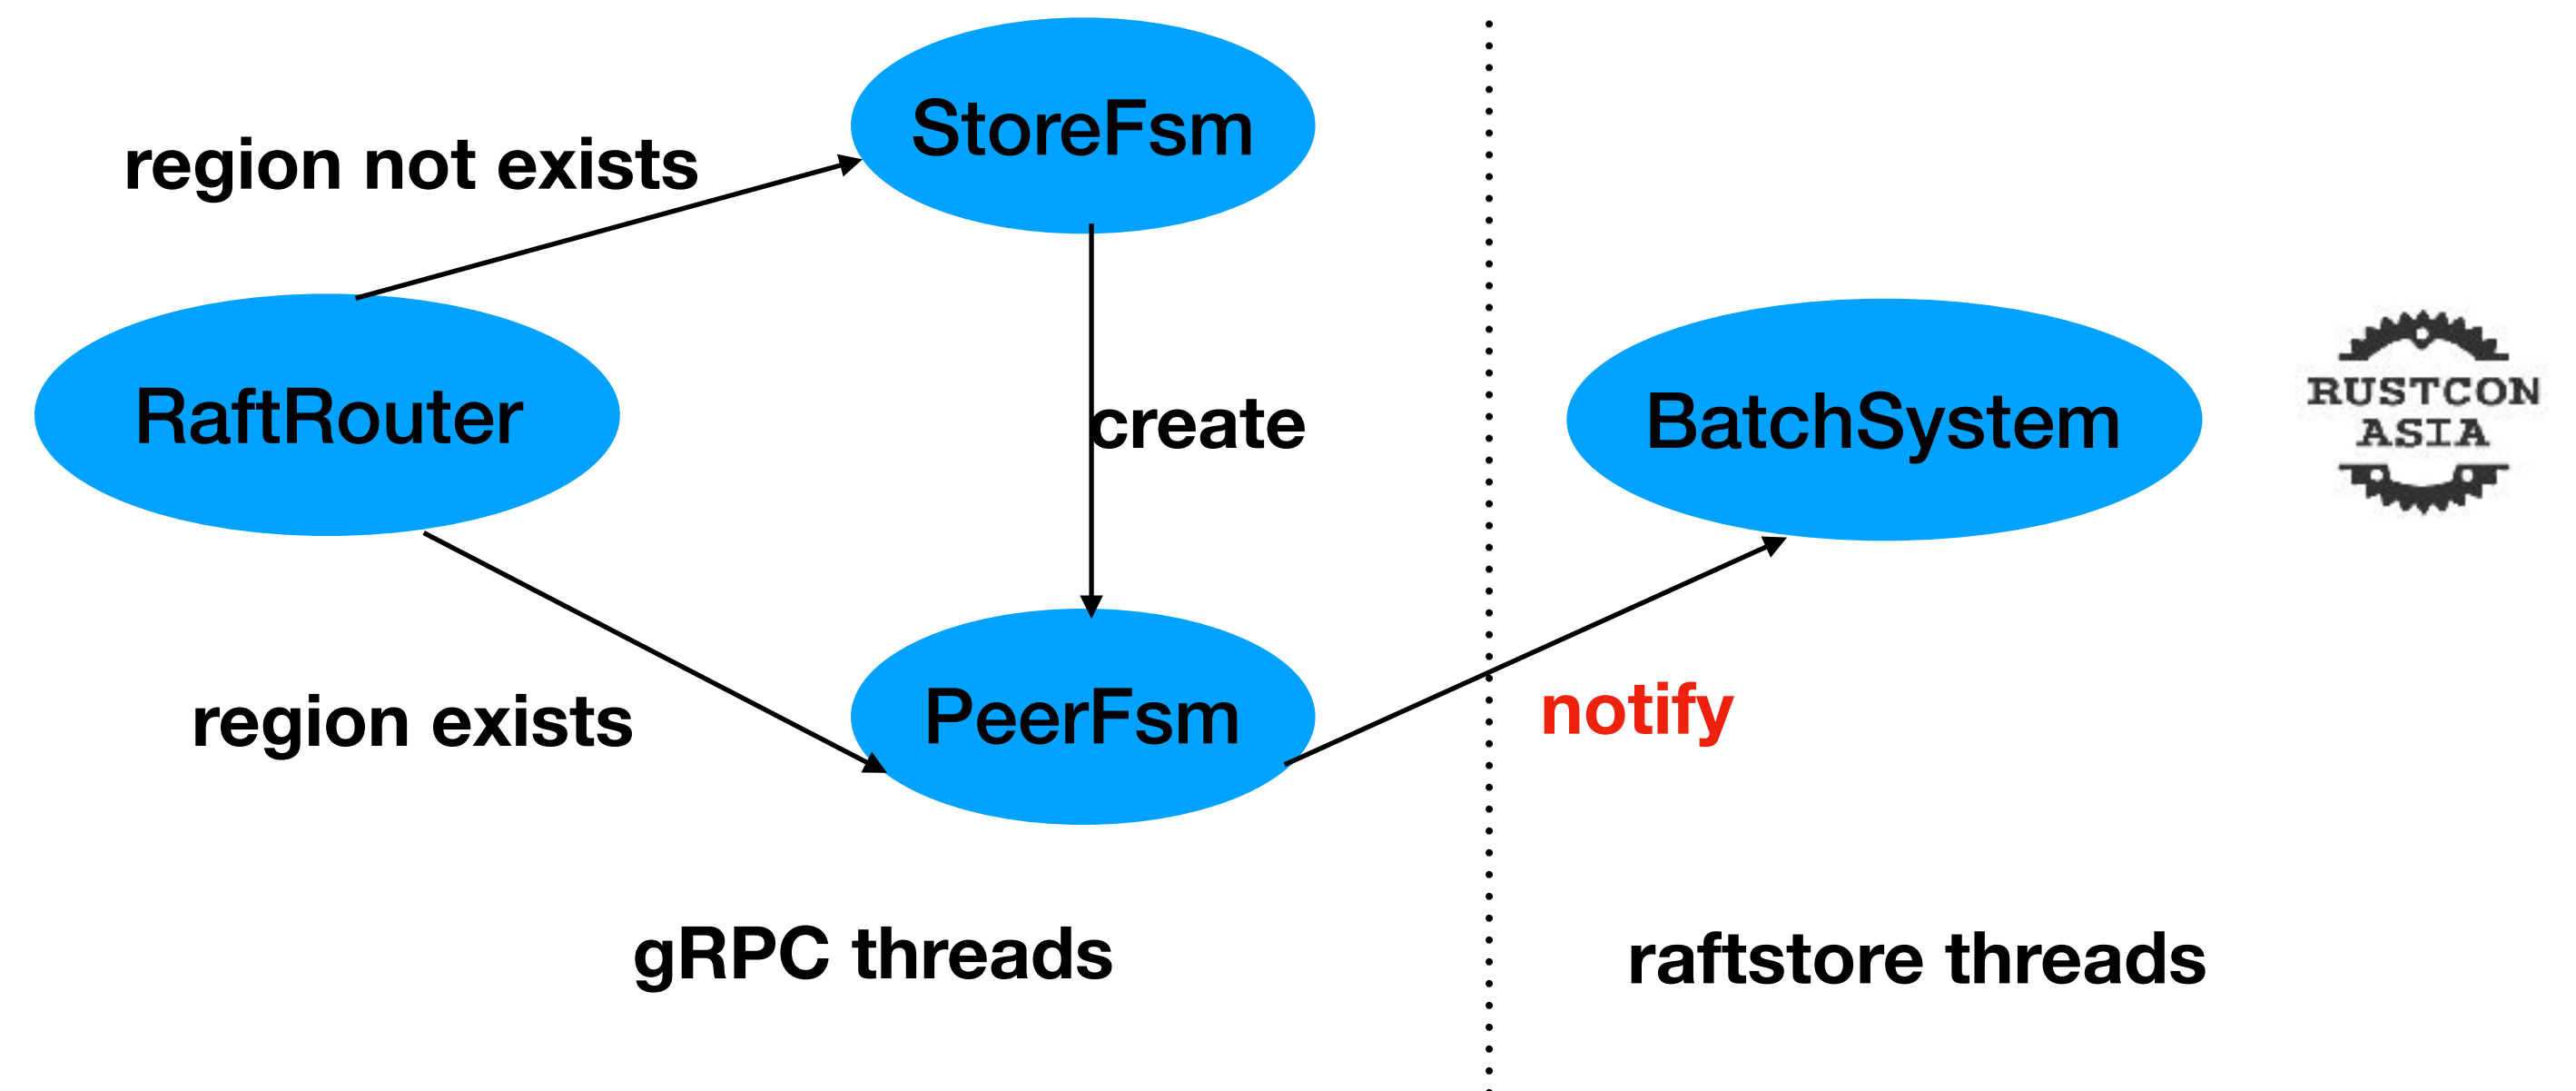 StoreFsm
region not exists
RaftRouter
create
BatchSystem
RUSTCON
ASIA
region exists
PeerFsm
notify
gRPC threads
raftstore threads